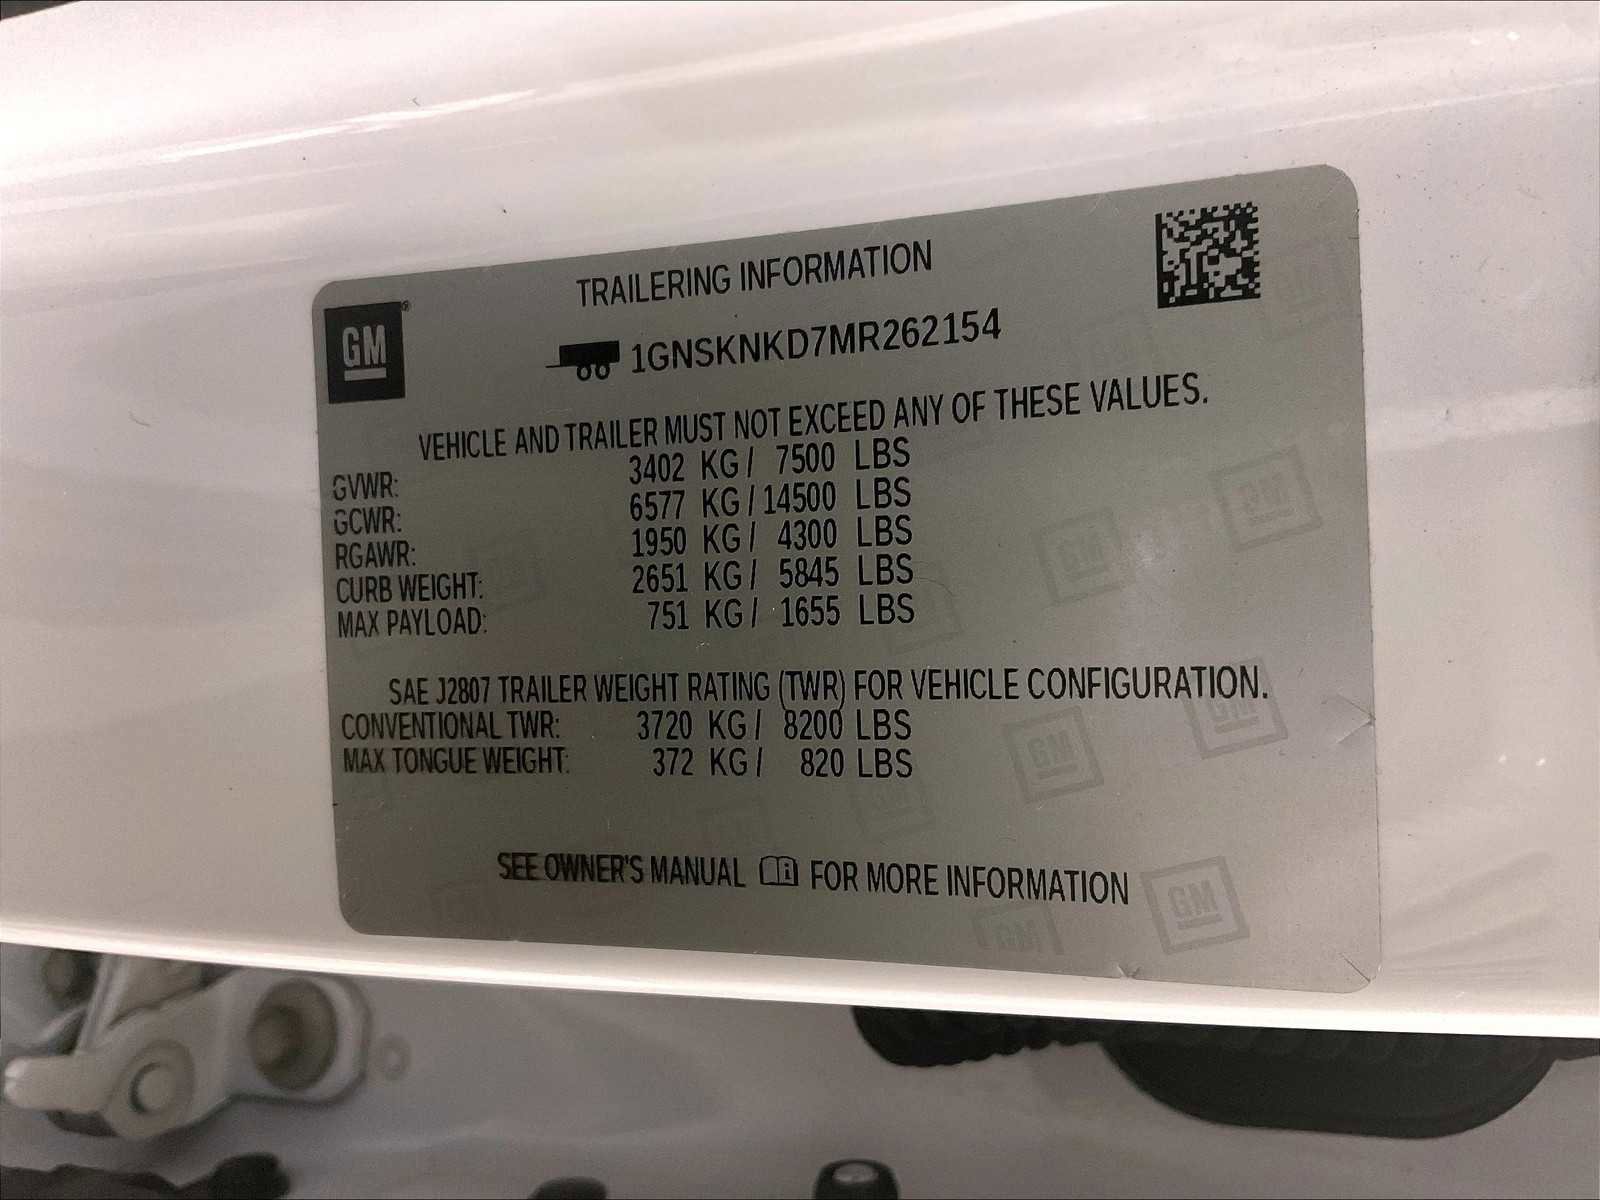 GM®
TRAILERING INFORMATION
1GNSKNKD7MR262154
VEHICLE AND TRAILER MUST NOT EXCEED ANY OF THESE VALUES.
GVWR: 3402 KG / 7500 LBS
GCWR: 6577 KG / 14500 LBS
RGAWR: 1950 KG / 4300 LBS
CURB WEIGHT: 2651 KG / 5845 LBS
MAX PAYLOAD: 751 KG / 1655 LBS
SAE J2807 TRAILER WEIGHT RATING (TWR) FOR VEHICLE CONFIGURATION.
CONVENTIONAL TWR: 3720 KG / 8200 LBS
MAX TONGUE WEIGHT: 372 KG / 820 LBS
SEE OWNER'S MANUAL FOR MORE INFORMATION